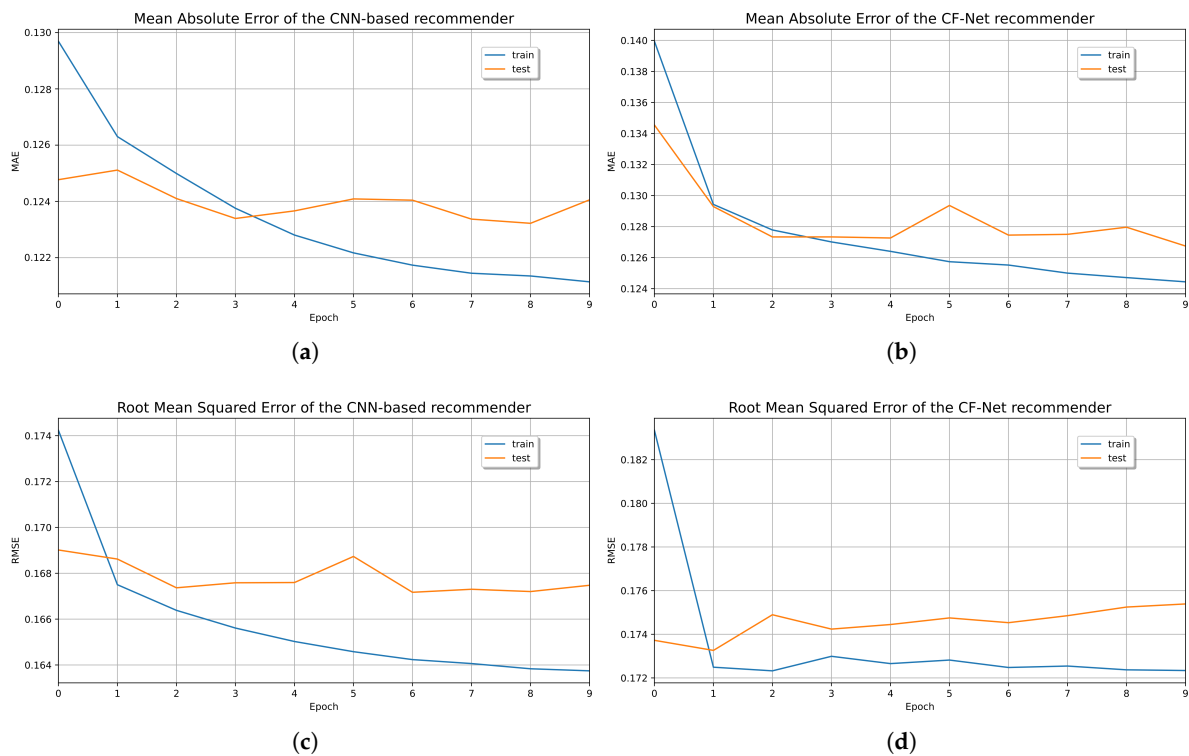 Mean Absolute Error of the CNN-based recommender
0.130
0.128
0.126
0.124
0.122
MAE
train
test
0 1 2 3 4 5 6 7 8 9
Epoch
(a)
Mean Absolute Error of the CF-Net recommender
0.140
0.138
0.136
0.134
0.132
0.130
0.128
0.126
0.124
MAE
train
test
0 1 2 3 4 5 6 7 8 9
Epoch
(b)
Root Mean Squared Error of the CNN-based recommender
0.174
0.172
0.170
0.168
0.166
0.164
RMSE
train
test
0 1 2 3 4 5 6 7 8 9
Epoch
(c)
Root Mean Squared Error of the CF-Net recommender
0.182
0.180
0.178
0.176
0.174
0.172
RMSE
train
test
0 1 2 3 4 5 6 7 8 9
Epoch
(d)